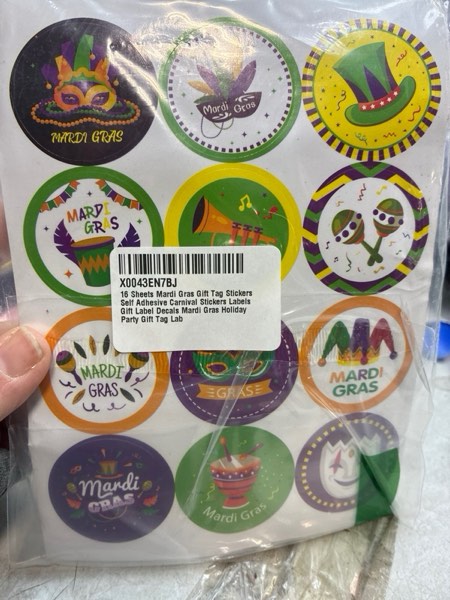 MARDI GRAS
Mardi Gras
MARDI
GRAS
X0043EN7BJ
16 Sheets Mardi Gras Gift Tag Stickers
Self Adhesive Carnival Stickers Labels
Gift Label Decals Mardi Gras Holiday
Party Gift Tag Lab
MARDI
GRAS
GRAS
MARDI
GRAS
Mardi
GRAS
Mardi Gras